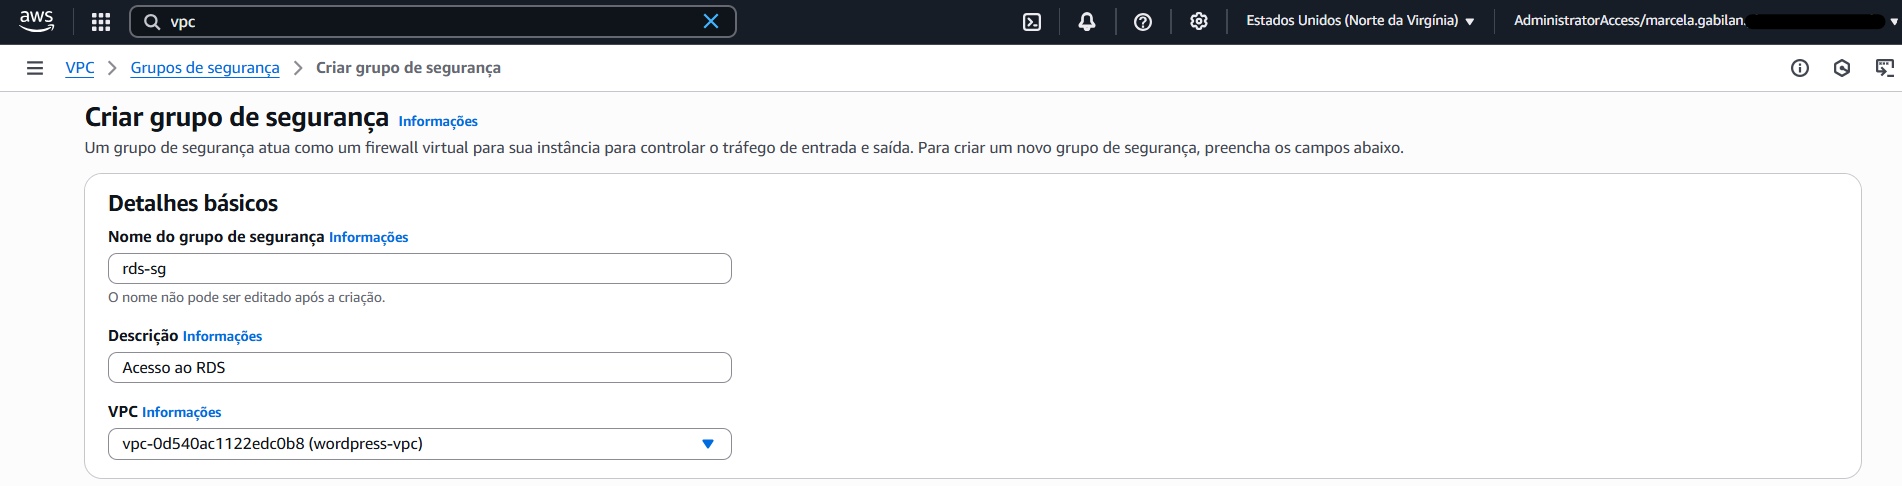 aws
vpc
Estados Unidos (Norte da Virgínia)
AdministratorAccess/marcela.gabilan.
VPC > Grupos de segurança > Criar grupo de segurança
Criar grupo de segurança Informações
Um grupo de segurança atua como um firewall virtual para sua instância para controlar o tráfego de entrada e saída. Para criar um novo grupo de segurança, preencha os campos abaixo.
Detalhes básicos
Nome do grupo de segurança Informações
rds-sg
O nome não pode ser editado após a criação.
Descrição Informações
Acesso ao RDS
VPC Informações
vpc-0d540ac1122edc0b8 (wordpress-vpc)